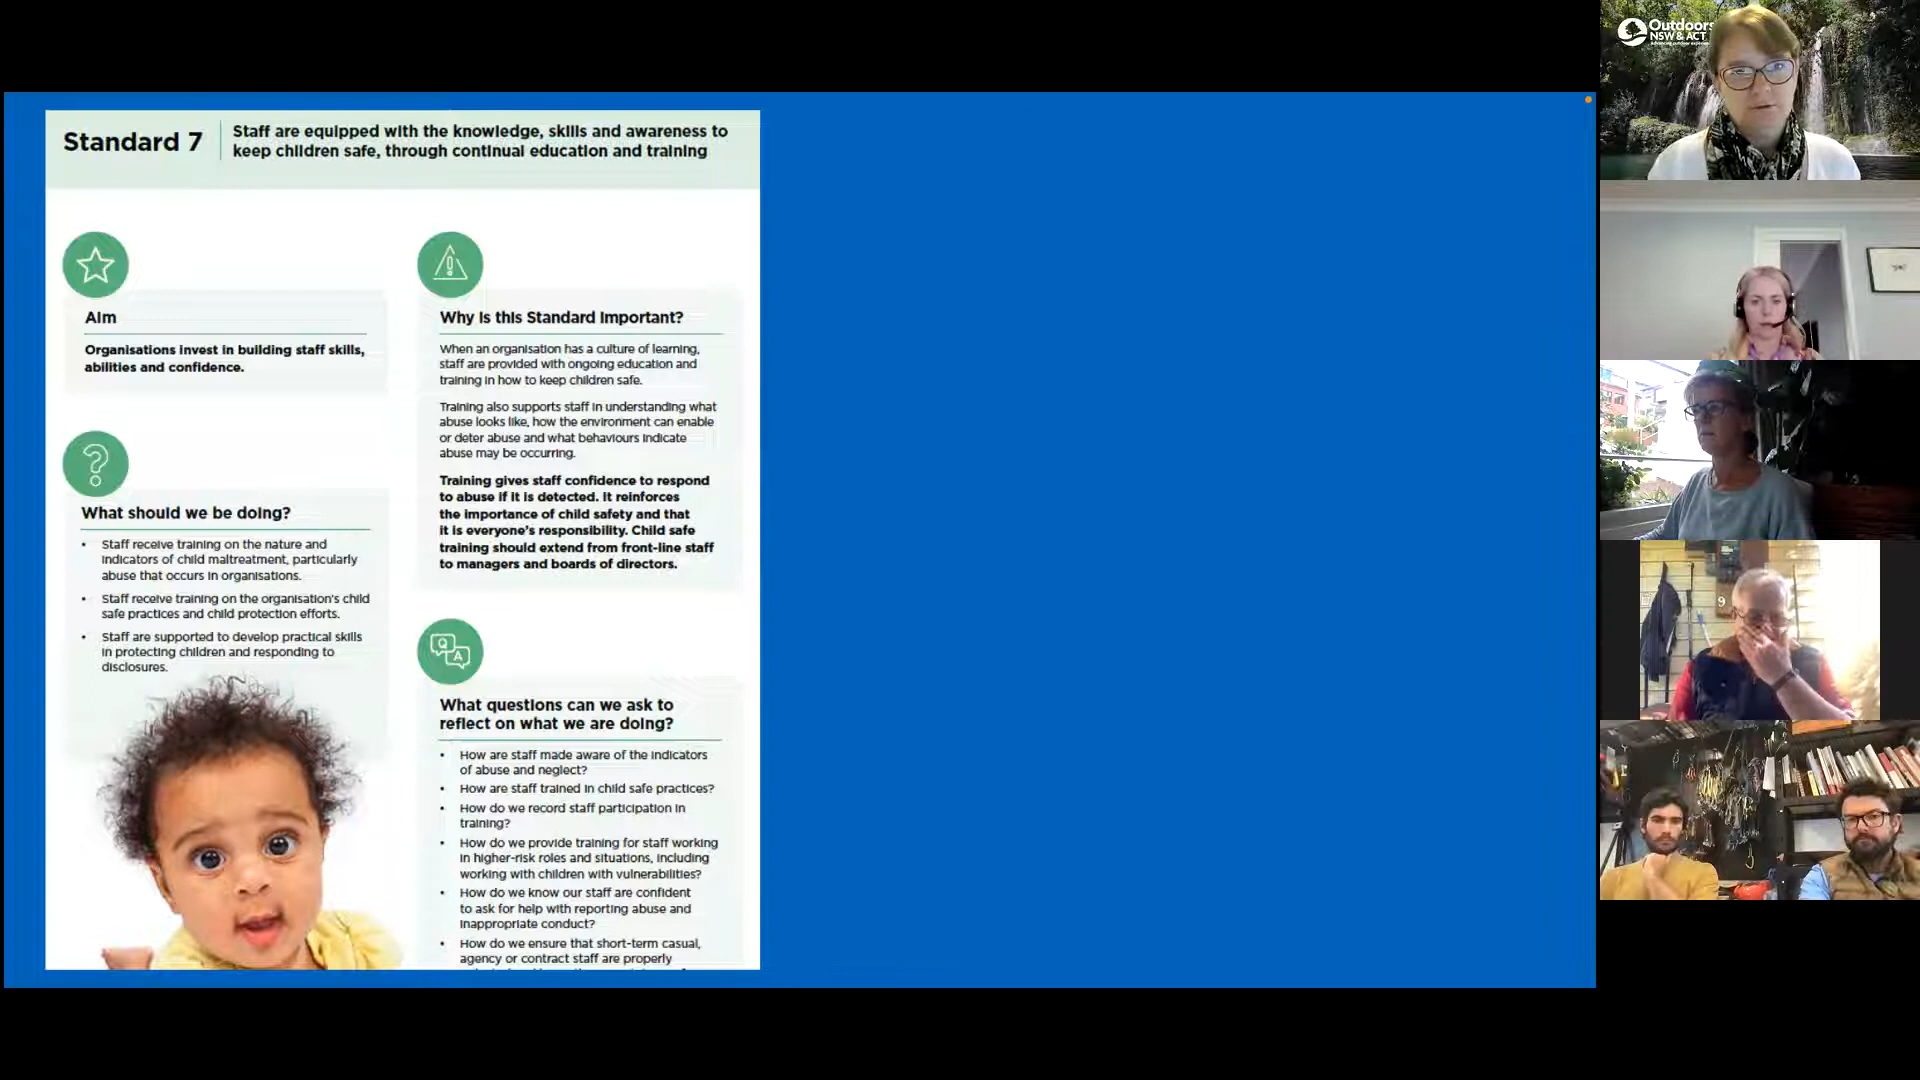 Standard 7
Staff are equipped with the knowledge, skills and awareness to
keep children safe, through continual education and training
Aim
Organisations invest in building staff skills,
abilities and confidence.
What should we be doing?
• Staff receive training on the nature and
indicators of child maltreatment, particularly
abuse that occurs in organisations.
• Staff receive training on the organisation's child
safe practices and child protection efforts.
• Staff are supported to develop practical skills
in protecting children and responding to
disclosures.
Why is this Standard important?
When an organisation has a culture of learning,
staff are provided with ongoing education and
training in how to keep children safe.
Training also supports staff in understanding what
abuse looks like, how the environment can enable
or deter abuse and what behaviours indicate
abuse may be occurring.
Training gives staff confidence to respond
to abuse if it is detected. It reinforces
the importance of child safety and that
it is everyone's responsibility. Child safe
training should extend from front-line staff
to managers and boards of directors.
Q
A
What questions can we ask to
reflect on what we are doing?
• How are staff made aware of the indicators
of abuse and neglect?
• How are staff trained in child safe practices?
• How do we record staff participation in
training?
• How do we provide training for staff working
in higher-risk roles and situations, including
working with children with vulnerabilities?
• How do we know our staff are confident
to ask for help with reporting abuse and
inappropriate conduct?
• How do we ensure that short-term casual,
agency or contract staff are properly
Outdoors
NSW & ACT
9